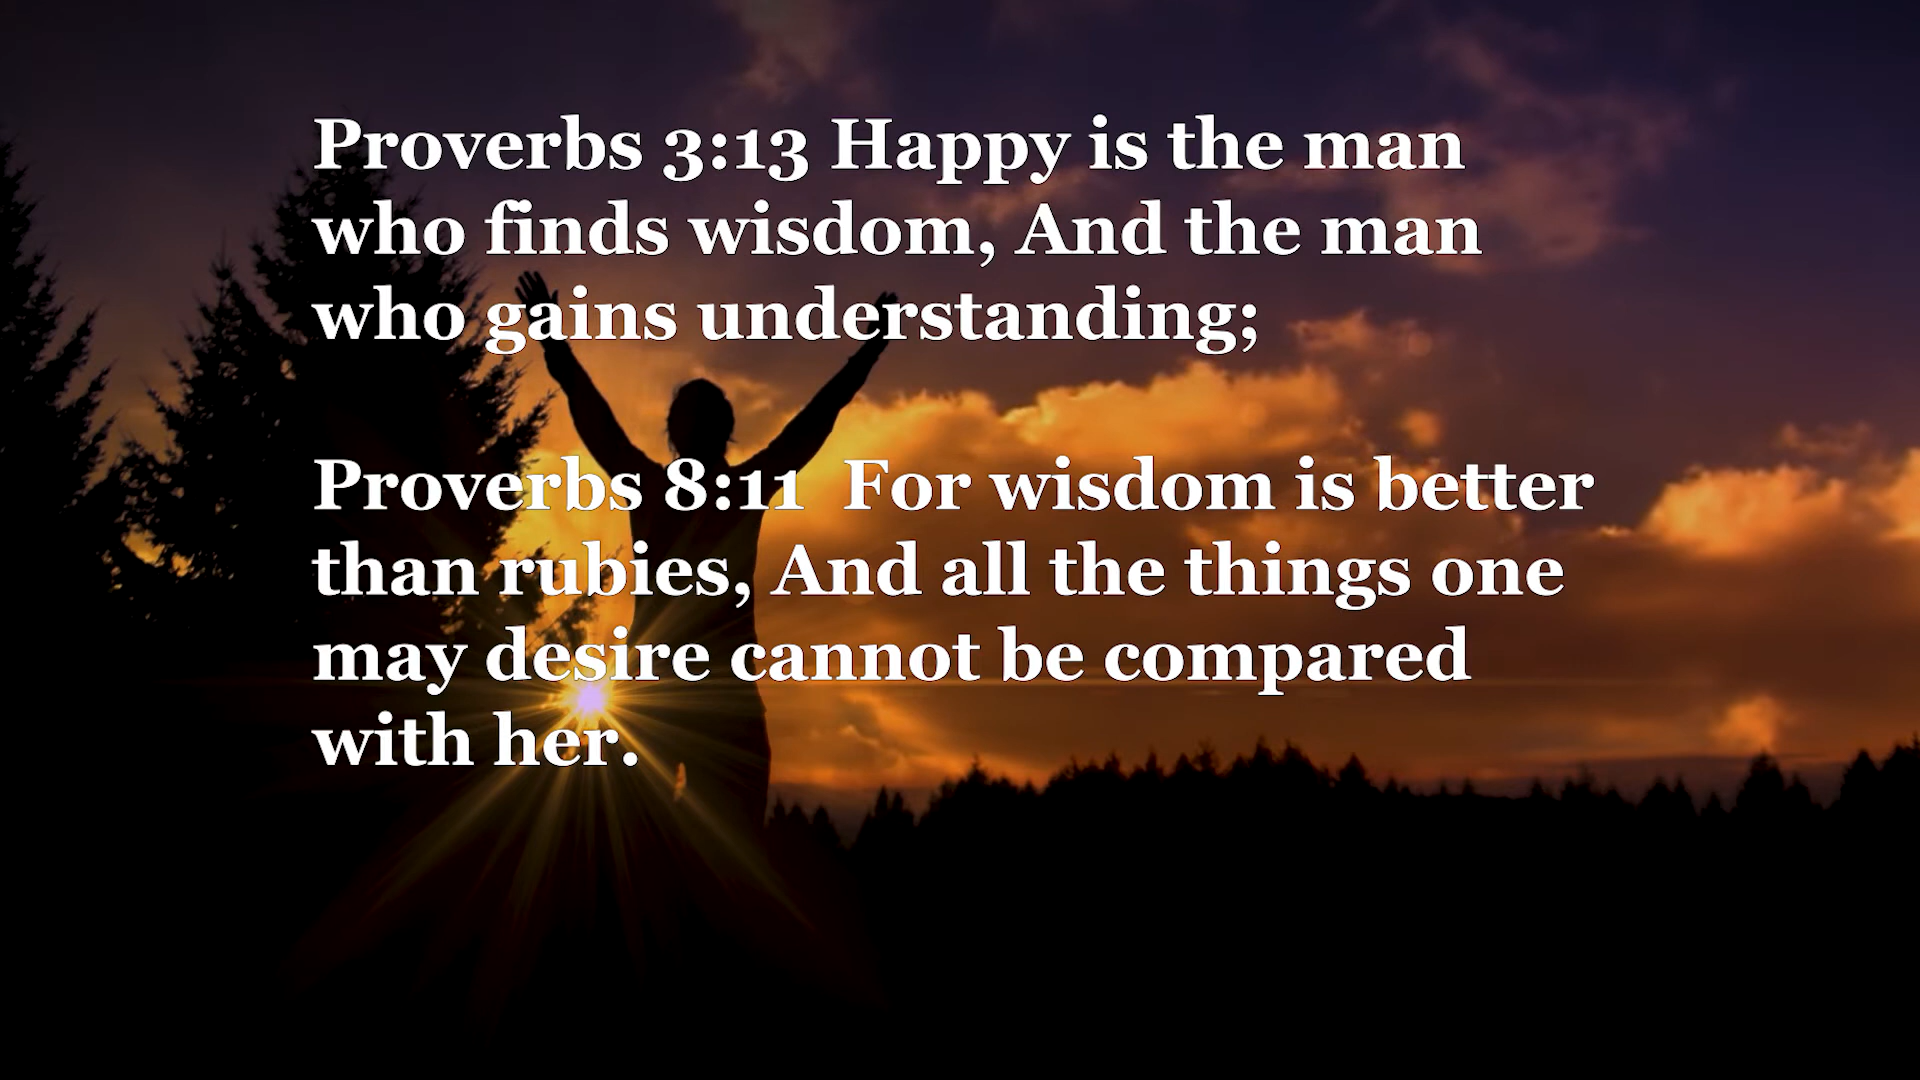 Proverbs 3:13 Happy is the man
who finds wisdom, And the man
who gains understanding;
Proverbs 8:11  For wisdom is better
than rubies, And all the things one
may desire cannot be compared
with her.